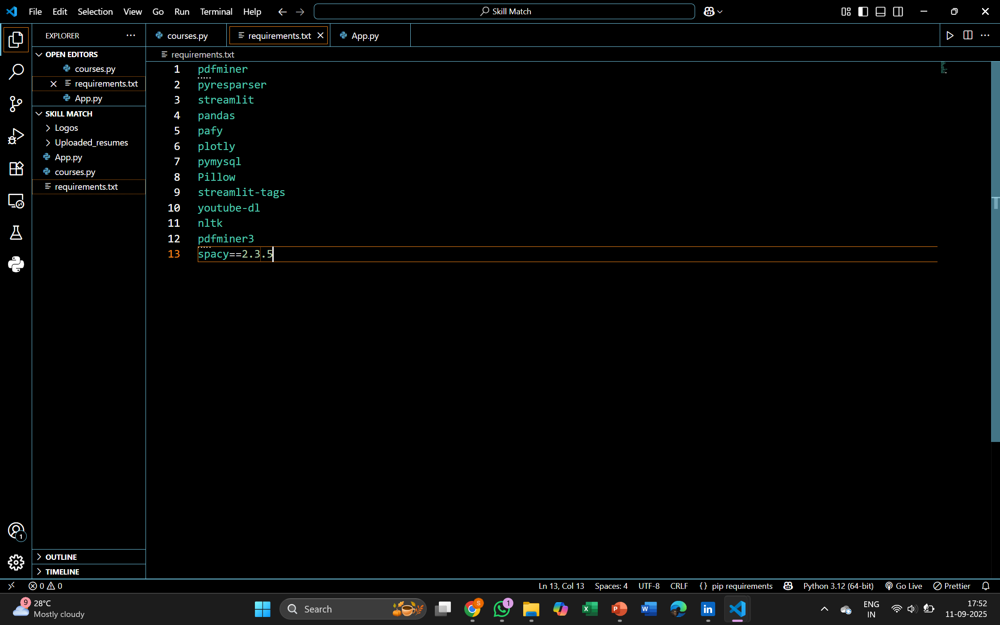 File Edit Selection View Go Run Terminal Help
Skill Match
EXPLORER
courses.py
requirements.txt
App.py
OPEN EDITORS
courses.py
requirements.txt
App.py
SKILL MATCH
Logos
Uploaded_resumes
App.py
courses.py
requirements.txt
requirements.txt
1 pdfminer
2 pyresparser
3 streamlit
4 pandas
5 pafy
6 plotly
7 pymysql
8 Pillow
9 streamlit-tags
10 youtube-dl
11 nltk
12 pdfminer3
13 spacy==2.3.5
1
OUTLINE
TIMELINE
0 0
Ln 13, Col 13 Spaces: 4 UTF-8 CRLF {} pip requirements Python 3.12 (64-bit) Go Live Prettier
9
28°C
Mostly cloudy
Search
S
1
X
P
W
in
ENG
IN
17:52
11-09-2025